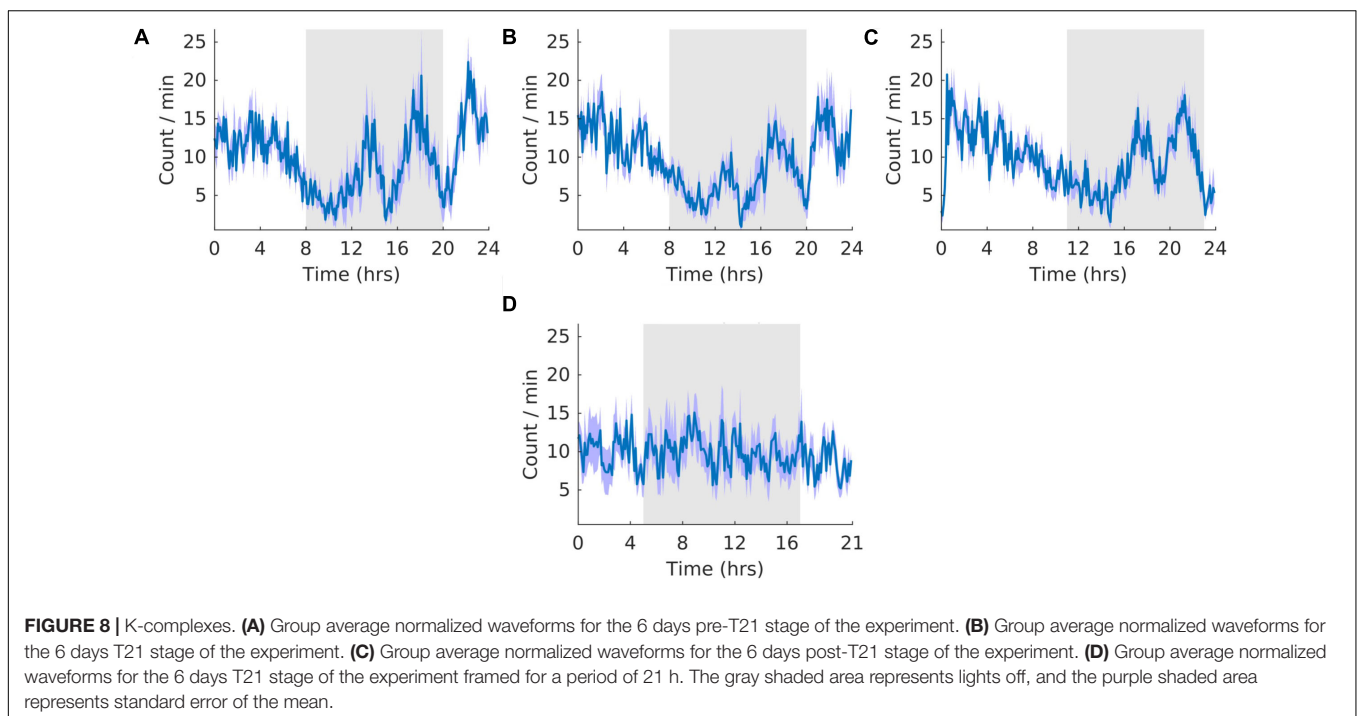 A
B
C
25
20
15
10
5
Count / min
0 4 8 12 16 20 24
Time (hrs)
25
20
15
10
5
Count / min
0 4 8 12 16 20 24
Time (hrs)
25
20
15
10
5
Count / min
0 4 8 12 16 20 24
Time (hrs)
D
25
20
15
10
5
Count / min
0 4 8 12 16 21
Time (hrs)
FIGURE 8 | K-complexes. (A) Group average normalized waveforms for the 6 days pre-T21 stage of the experiment. (B) Group average normalized waveforms for
the 6 days T21 stage of the experiment. (C) Group average normalized waveforms for the 6 days post-T21 stage of the experiment. (D) Group average normalized
waveforms for the 6 days T21 stage of the experiment framed for a period of 21 h. The gray shaded area represents lights off, and the purple shaded area
represents standard error of the mean.